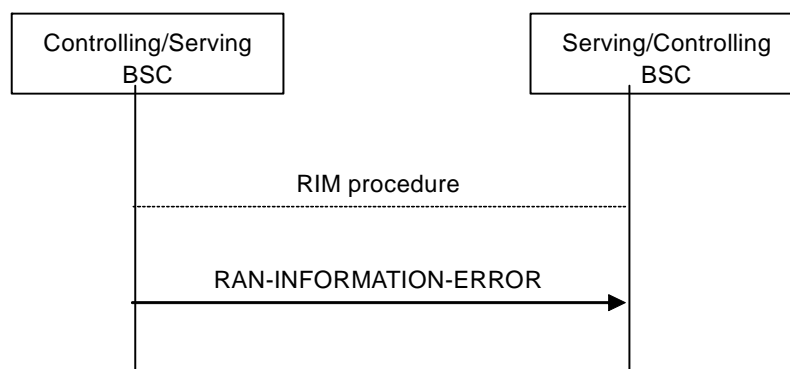 Controlling/Serving
BSC
Serving/Controlling
BSC
RIM procedure
RAN-INFORMATION-ERROR